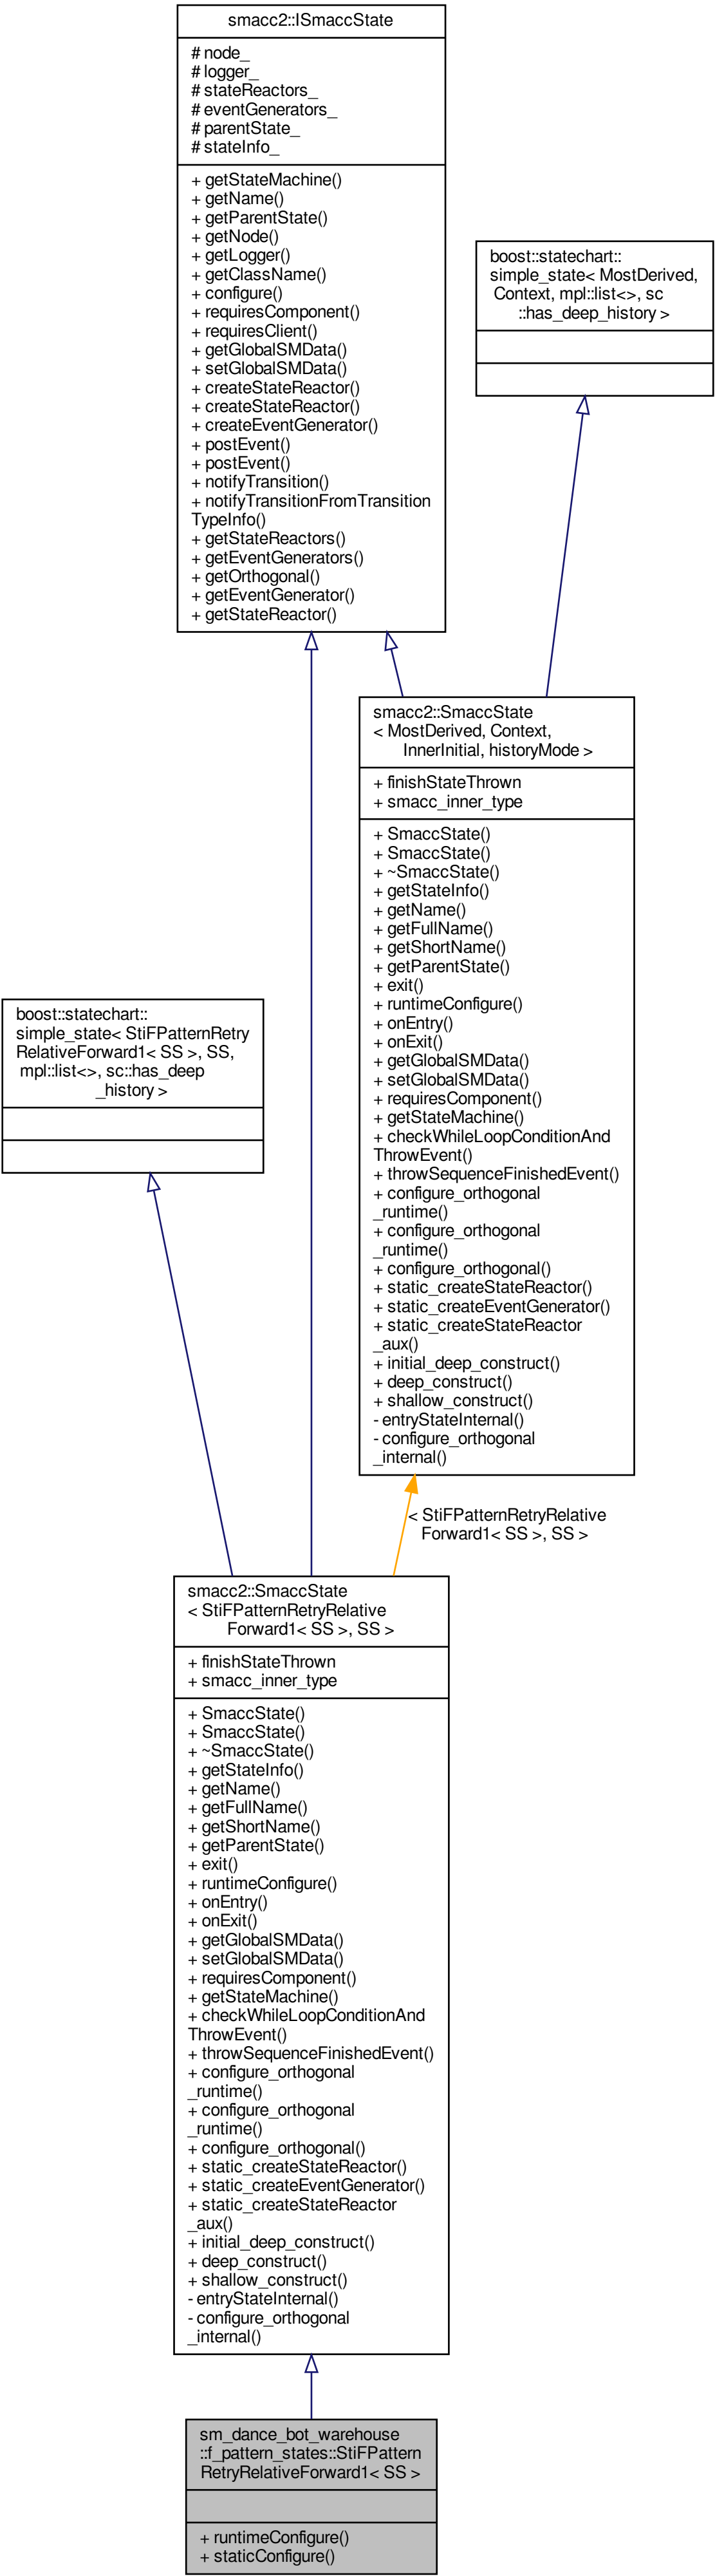 smacc2::ISmaccState
# node_
# logger_
# stateReactors_
# eventGenerators_
# parentState_
# stateInfo_
+ getStateMachine()
+ getName()
+ getParentState()
+ getNode()
+ getLogger()
+ getClassName()
+ configure()
+ requiresComponent()
+ requiresClient()
+ getGlobalSMData()
+ setGlobalSMData()
+ createStateReactor()
+ createStateReactor()
+ createEventGenerator()
+ postEvent()
+ postEvent()
+ notifyTransition()
+ notifyTransitionFromTransition
TypeInfo()
+ getStateReactors()
+ getEventGenerators()
+ getOrthogonal()
+ getEventGenerator()
+ getStateReactor()
boost::statechart::
simple_state< MostDerived,
Context, mpl::list<>, sc
::has_deep_history >
smacc2::SmaccState
< MostDerived, Context,
InnerInitial, historyMode >
+ finishStateThrown
+ smacc_inner_type
+ SmaccState()
+ SmaccState()
+ ~SmaccState()
+ getStateInfo()
+ getName()
+ getFullName()
+ getShortName()
+ getParentState()
+ exit()
+ runtimeConfigure()
+ onEntry()
+ onExit()
+ getGlobalSMData()
+ setGlobalSMData()
+ requiresComponent()
+ getStateMachine()
+ checkWhileLoopConditionAnd
ThrowEvent()
+ throwSequenceFinishedEvent()
+ configure_orthogonal
_runtime()
+ configure_orthogonal
_runtime()
+ configure_orthogonal()
+ static_createStateReactor()
+ static_createEventGenerator()
+ static_createStateReactor
_aux()
+ initial_deep_construct()
+ deep_construct()
+ shallow_construct()
- entryStateInternal()
- configure_orthogonal
_internal()
boost::statechart::
simple_state< StiFPatternRetry
RelativeForward1< SS >, SS,
mpl::list<>, sc::has_deep
_history >
< StiFPatternRetryRelative
Forward1< SS >, SS >
smacc2::SmaccState
< StiFPatternRetryRelative
Forward1< SS >, SS >
+ finishStateThrown
+ smacc_inner_type
+ SmaccState()
+ SmaccState()
+ ~SmaccState()
+ getStateInfo()
+ getName()
+ getFullName()
+ getShortName()
+ getParentState()
+ exit()
+ runtimeConfigure()
+ onEntry()
+ onExit()
+ getGlobalSMData()
+ setGlobalSMData()
+ requiresComponent()
+ getStateMachine()
+ checkWhileLoopConditionAnd
ThrowEvent()
+ throwSequenceFinishedEvent()
+ configure_orthogonal
_runtime()
+ configure_orthogonal
_runtime()
+ configure_orthogonal()
+ static_createStateReactor()
+ static_createEventGenerator()
+ static_createStateReactor
_aux()
+ initial_deep_construct()
+ deep_construct()
+ shallow_construct()
- entryStateInternal()
- configure_orthogonal
_internal()
sm_dance_bot_warehouse
::f_pattern_states::StiFPattern
RetryRelativeForward1< SS >
+ runtimeConfigure()
+ staticConfigure()